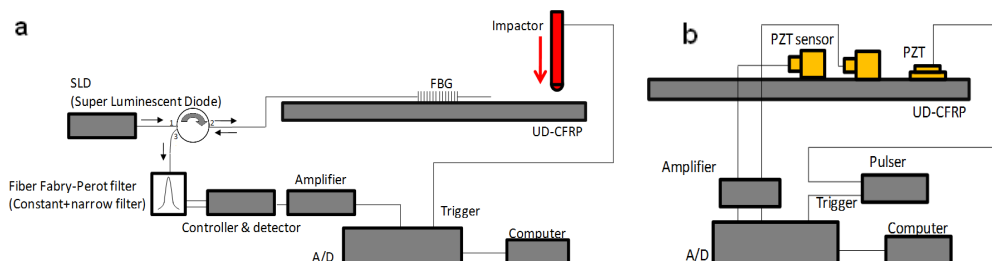 a
Impactor
SLD
(Super Luminescent Diode)
FBG
1
2
3
UD-CFRP
Fiber Fabry-Perot filter
(Constant+narrow filter)
Amplifier
Controller & detector
Trigger
A/D
Computer
b
PZT sensor
PZT
UD-CFRP
Amplifier
Pulser
Trigger
A/D
Computer